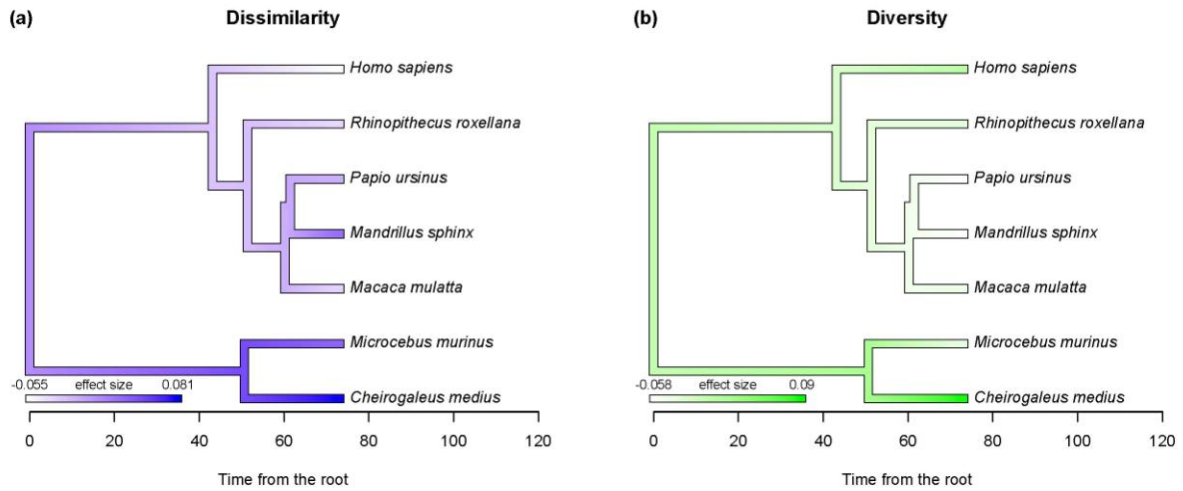 (a)
Dissimilarity
Homo sapiens
Rhinopithecus roxellana
Papio ursinus
Mandrillus sphinx
Macaca mulatta
Microcebus murinus
-0.055 effect size 0.081
Cheirogaleus medius
0 20 40 60 80 100 120
Time from the root
(b)
Diversity
Homo sapiens
Rhinopithecus roxellana
Papio ursinus
Mandrillus sphinx
Macaca mulatta
Microcebus murinus
-0.058 effect size 0.09
Cheirogaleus medius
0 20 40 60 80 100 120
Time from the root